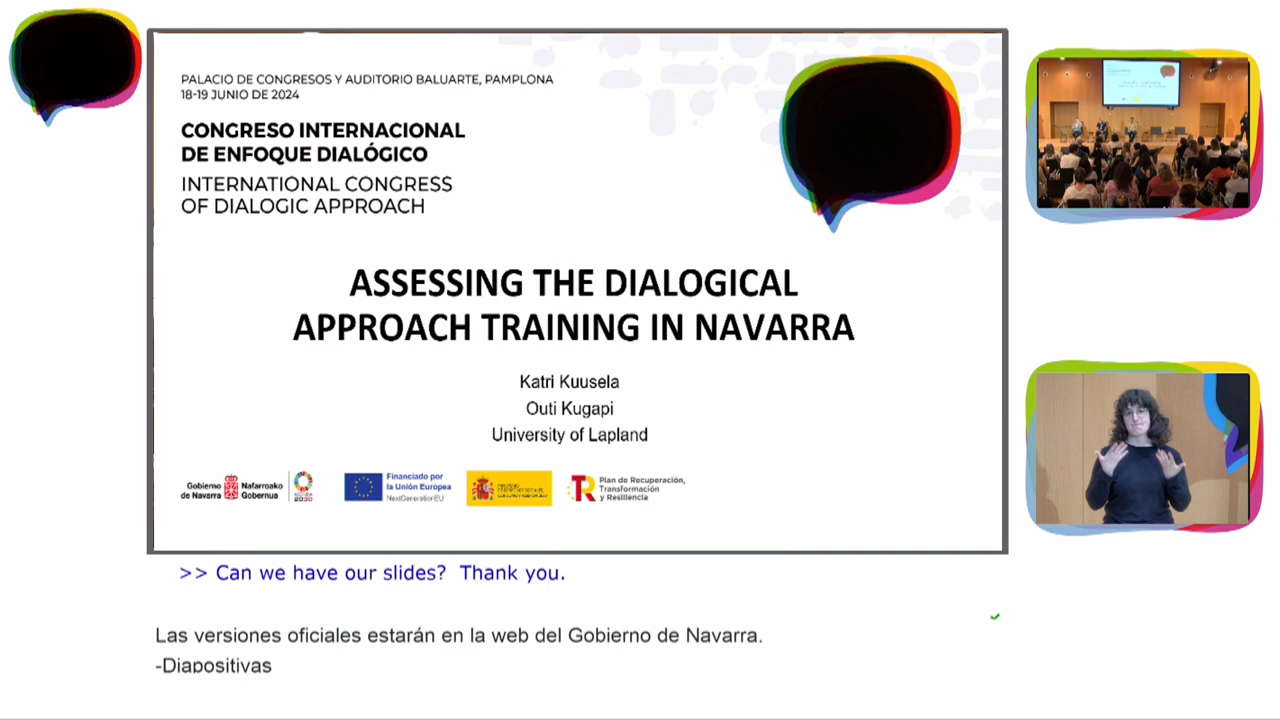 PALACIO DE CONGRESOS Y AUDITORIO BALUARTE, PAMPLONA
18-19 JUNIO DE 2024
CONGRESO INTERNACIONAL
DE ENFOQUE DIALÓGICO
INTERNATIONAL CONGRESS
OF DIALOGIC APPROACH
ASSESSING THE DIALOGICAL
APPROACH TRAINING IN NAVARRA
Katri Kuusela
Outi Kugapi
University of Lapland
Gobierno
de Navarra
Nafarroako
Gobernua
AGENDA
2030
Financiado por
la Unión Europea
NextGenerationEU
Plan de Recuperación,
Transformación
y Resiliencia
>> Can we have our slides?  Thank you.
Las versiones oficiales estarán en la web del Gobierno de Navarra.
-Diapositivas